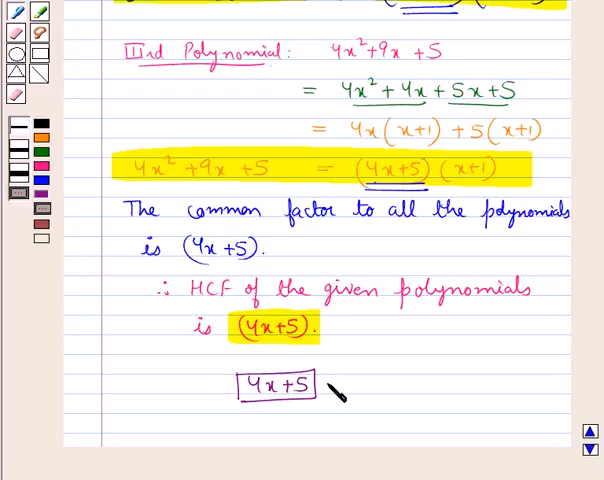 IIIrd Polynomial: 4x²+9x+5
= 4x²+4x+5x+5
= 4x(x+1)+5(x+1)
4x²+9x+5 = (4x+5)(x+1)
The common factor to all the polynomials
is (4x+5).
∴ HCF of the given polynomials
is (4x+5).
4x+5